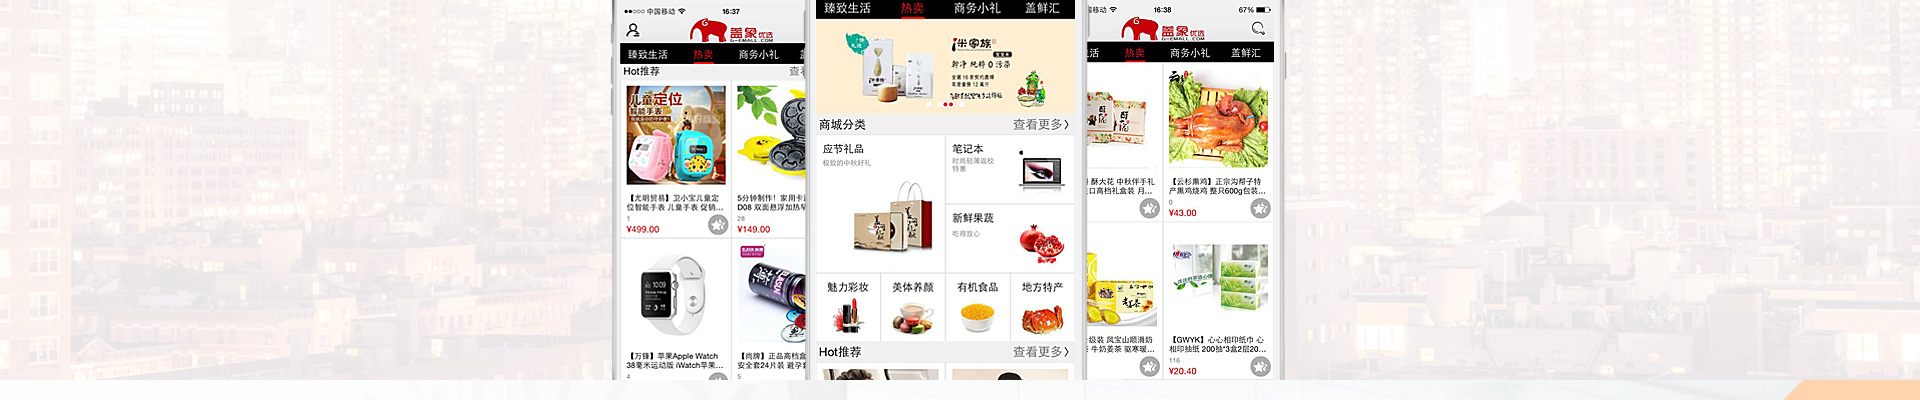 中国移动
16:37
盖象优选
G-EMALL.COM
臻致生活
热卖
商务小礼
Hot推荐
查看
儿童定位
智能手表
【尤明贸易】卫小宝儿童定
位智能手表 儿童手表 促销...
1
¥499.00
5分钟制作！家用卡通
D08 双面悬浮加热早
28
¥149.00
【万锋】苹果Apple Watch
38毫米运动版 iWatch苹果...
4
【尚牌】正品高档盒
安全套24片装 避孕套
5
臻致生活
热卖
商务小礼
盖鲜汇
米家族
乾净 纯粹 0 污染
商城分类
查看更多
应节礼品
极致的中秋好礼
笔记本
时尚轻薄返校
特惠
新鲜果蔬
吃得放心
魅力彩妆
美体养颜
有机食品
地方特产
Hot推荐
查看更多
移动
16:38
67%
盖象优选
G-EMALL.COM
活
热卖
商务小礼
盖鲜汇
酥大花 中秋伴手礼
口高档礼盒装 月...
【云杉熏鸡】正宗沟帮子特
产熏鸡烧鸡 整只600g包装...
0
¥43.00
级装 凤宝山顺滑奶
牛奶姜茶 驱寒暖...
【GWYK】心心相印纸巾 心
相印抽纸 200抽*3盒2层20...
116
¥20.40